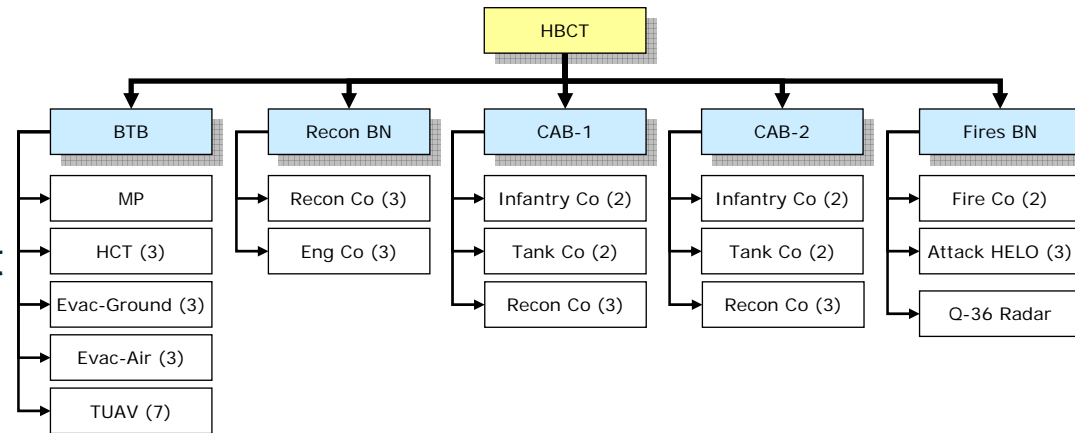 HBCT
BTB
MP
HCT (3)
Evac-Ground (3)
Evac-Air (3)
TUAV (7)
Recon BN
Recon Co (3)
Eng Co (3)
CAB-1
Infantry Co (2)
Tank Co (2)
Recon Co (3)
CAB-2
Infantry Co (2)
Tank Co (2)
Recon Co (3)
Fires BN
Fire Co (2)
Attack HELO (3)
Q-36 Radar